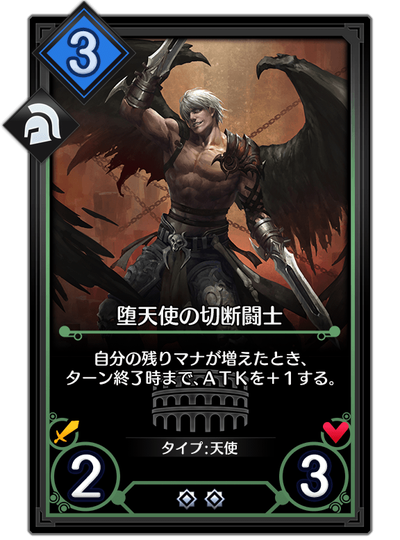 3
堕天使の切断闘士
自分の残りマナが増えたとき、
ターン終了時まで、ATKを+1する。
タイプ:天使
2
3